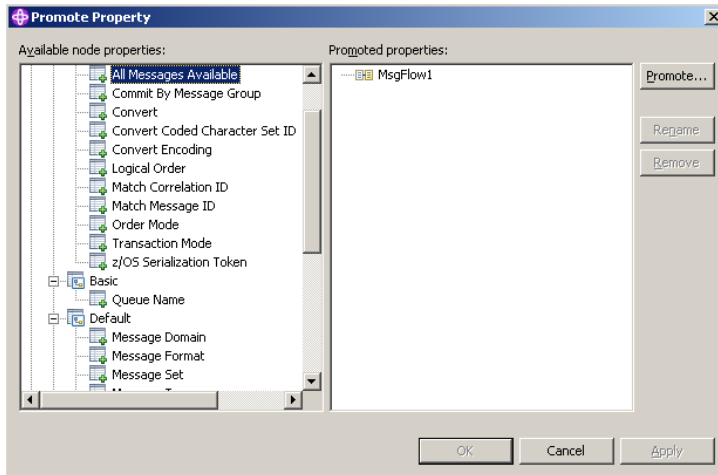 Promote Property
Available node properties:
Promoted properties:
All Messages Available
Commit By Message Group
Convert
Convert Coded Character Set ID
Convert Encoding
Logical Order
Match Correlation ID
Match Message ID
Order Mode
Transaction Mode
z/OS Serialization Token
Basic
Queue Name
Default
Message Domain
Message Format
Message Set
MsgFlow1
Promote...
Rename
Remove
OK
Cancel
Apply